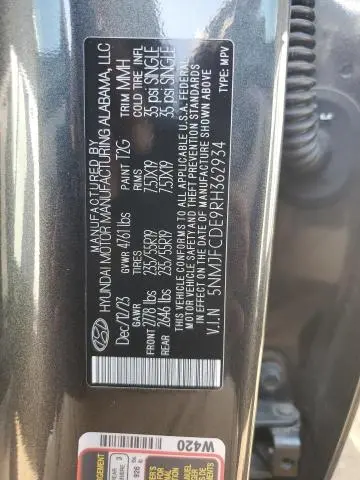 MANUFACTURED BY
HYUNDAI MOTOR MANUFACTURING ALABAMA, LLC
Dec/12/23 GVWR 4761 lbs PAINT T2G TRIM MMH
TIRES RIMS COLD TIRE INFL
FRONT 2778 lbs 235/55R19 7.5JX19 35 psi SINGLE
REAR 2646 lbs 235/55R19 7.5JX19 35 psi SINGLE
THIS VEHICLE CONFORMS TO ALL APPLICABLE U.S.A. FEDERAL
MOTOR VEHICLE SAFETY AND THEFT PREVENTION STANDARDS
IN EFFECT ON THE DATE OF MANUFACTURE SHOWN ABOVE
V.I.N 5NMJFCDE9RH362934 TYPE: MPV
W420
3
926